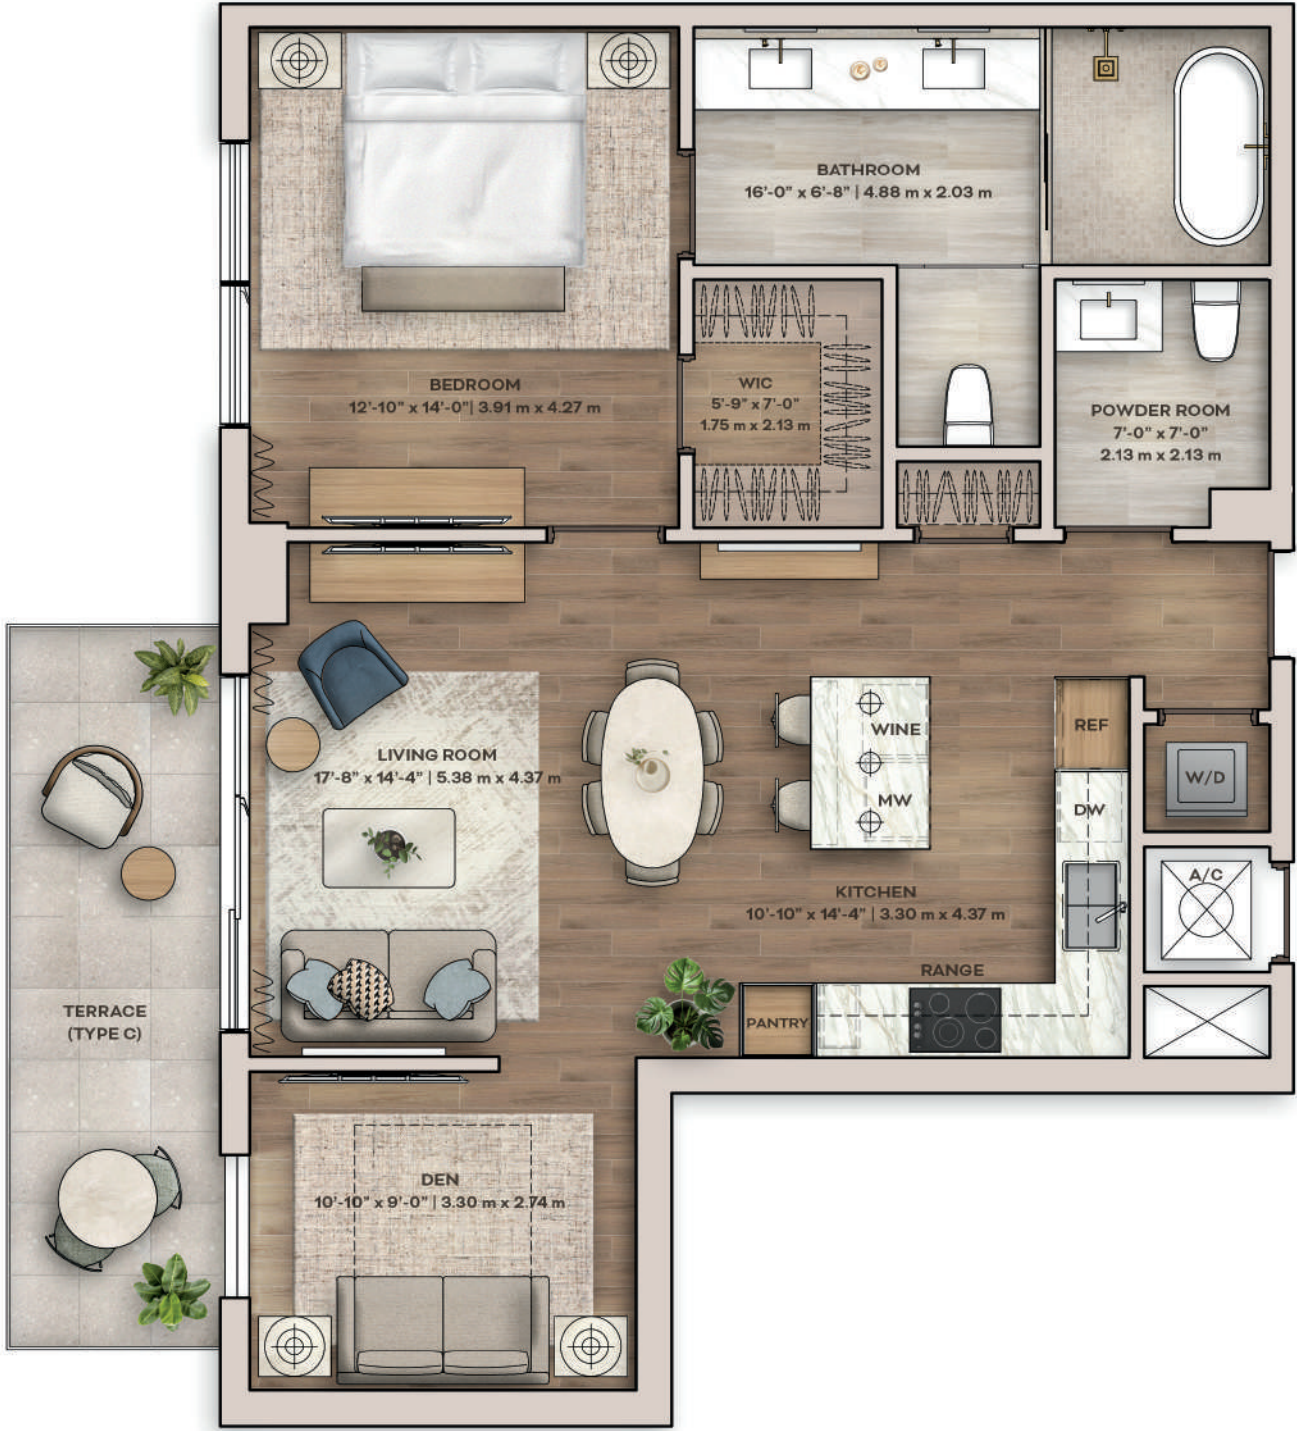 BATHROOM
16'-0" x 6'-8" | 4.88 m x 2.03 m
BEDROOM
12'-10" x 14'-0"| 3.91 m x 4.27 m
WIC
5'-9" x 7'-0"
1.75 m x 2.13 m
POWDER ROOM
7'-0" x 7'-0"
2.13 m x 2.13 m
LIVING ROOM
17'-8" x 14'-4" | 5.38 m x 4.37 m
WINE
MW
REF
DW
W/D
A/C
KITCHEN
10'-10" x 14'-4" | 3.30 m x 4.37 m
RANGE
PANTRY
TERRACE
(TYPE C)
DEN
10'-10" x 9'-0" | 3.30 m x 2.74 m